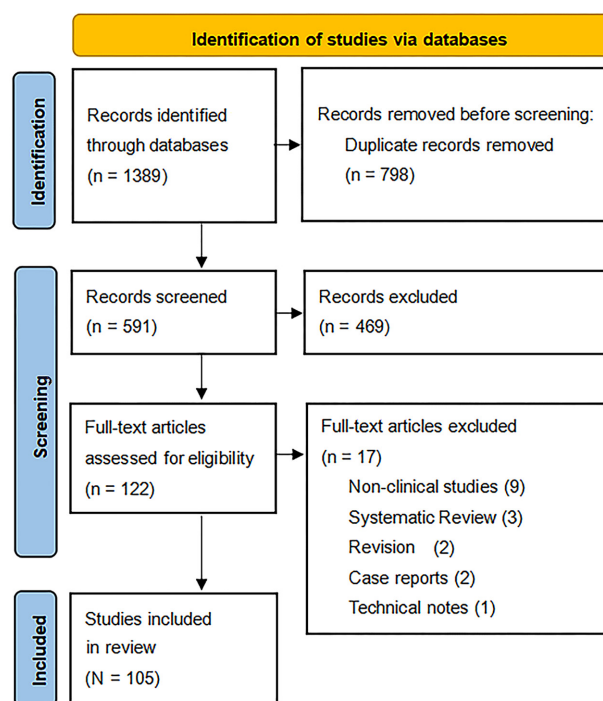 Identification of studies via databases
Identification
Records identified
through databases
(n = 1389)
Records removed before screening:
Duplicate records removed
(n = 798)
Screening
Records screened
(n = 591)
Records excluded
(n = 469)
Full-text articles
assessed for eligibility
(n = 122)
Full-text articles excluded
(n = 17)
Non-clinical studies (9)
Systematic Review (3)
Revision (2)
Case reports (2)
Technical notes (1)
Included
Studies included
in review
(N = 105)